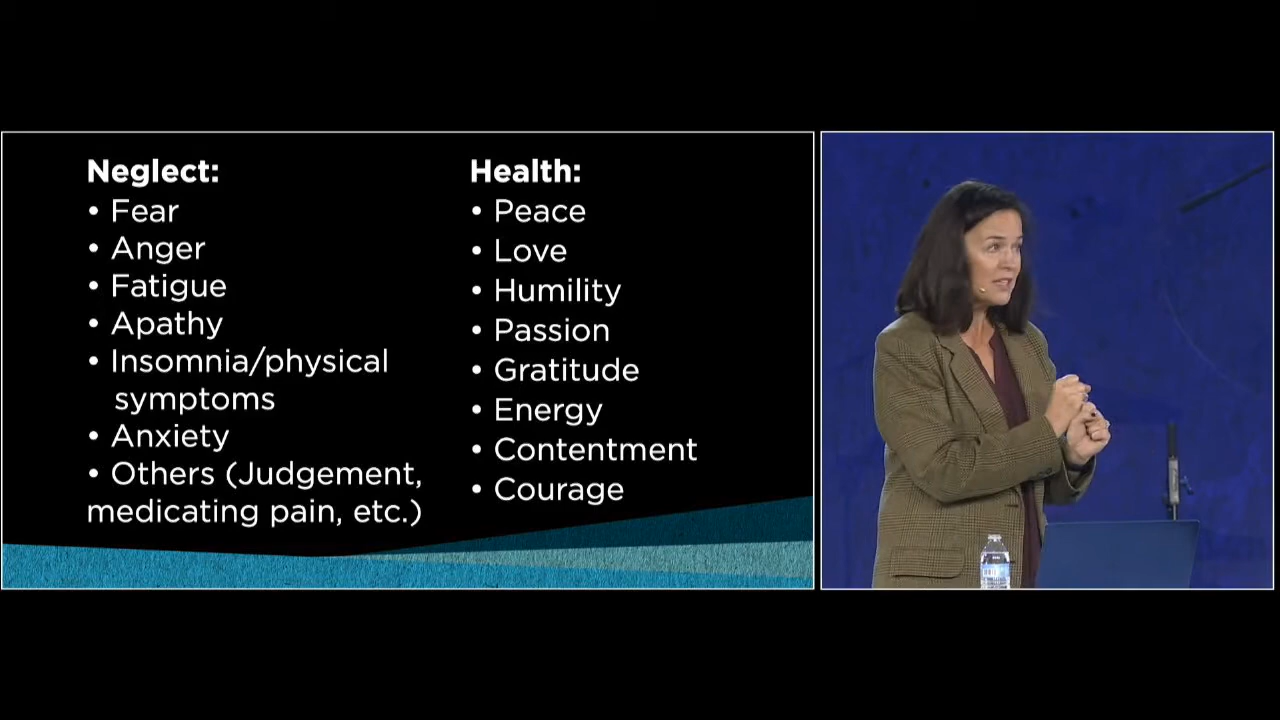 Neglect:
• Fear
• Anger
• Fatigue
• Apathy
• Insomnia/physical
symptoms
• Anxiety
• Others (Judgement,
medicating pain, etc.)
Health:
• Peace
• Love
• Humility
• Passion
• Gratitude
• Energy
• Contentment
• Courage